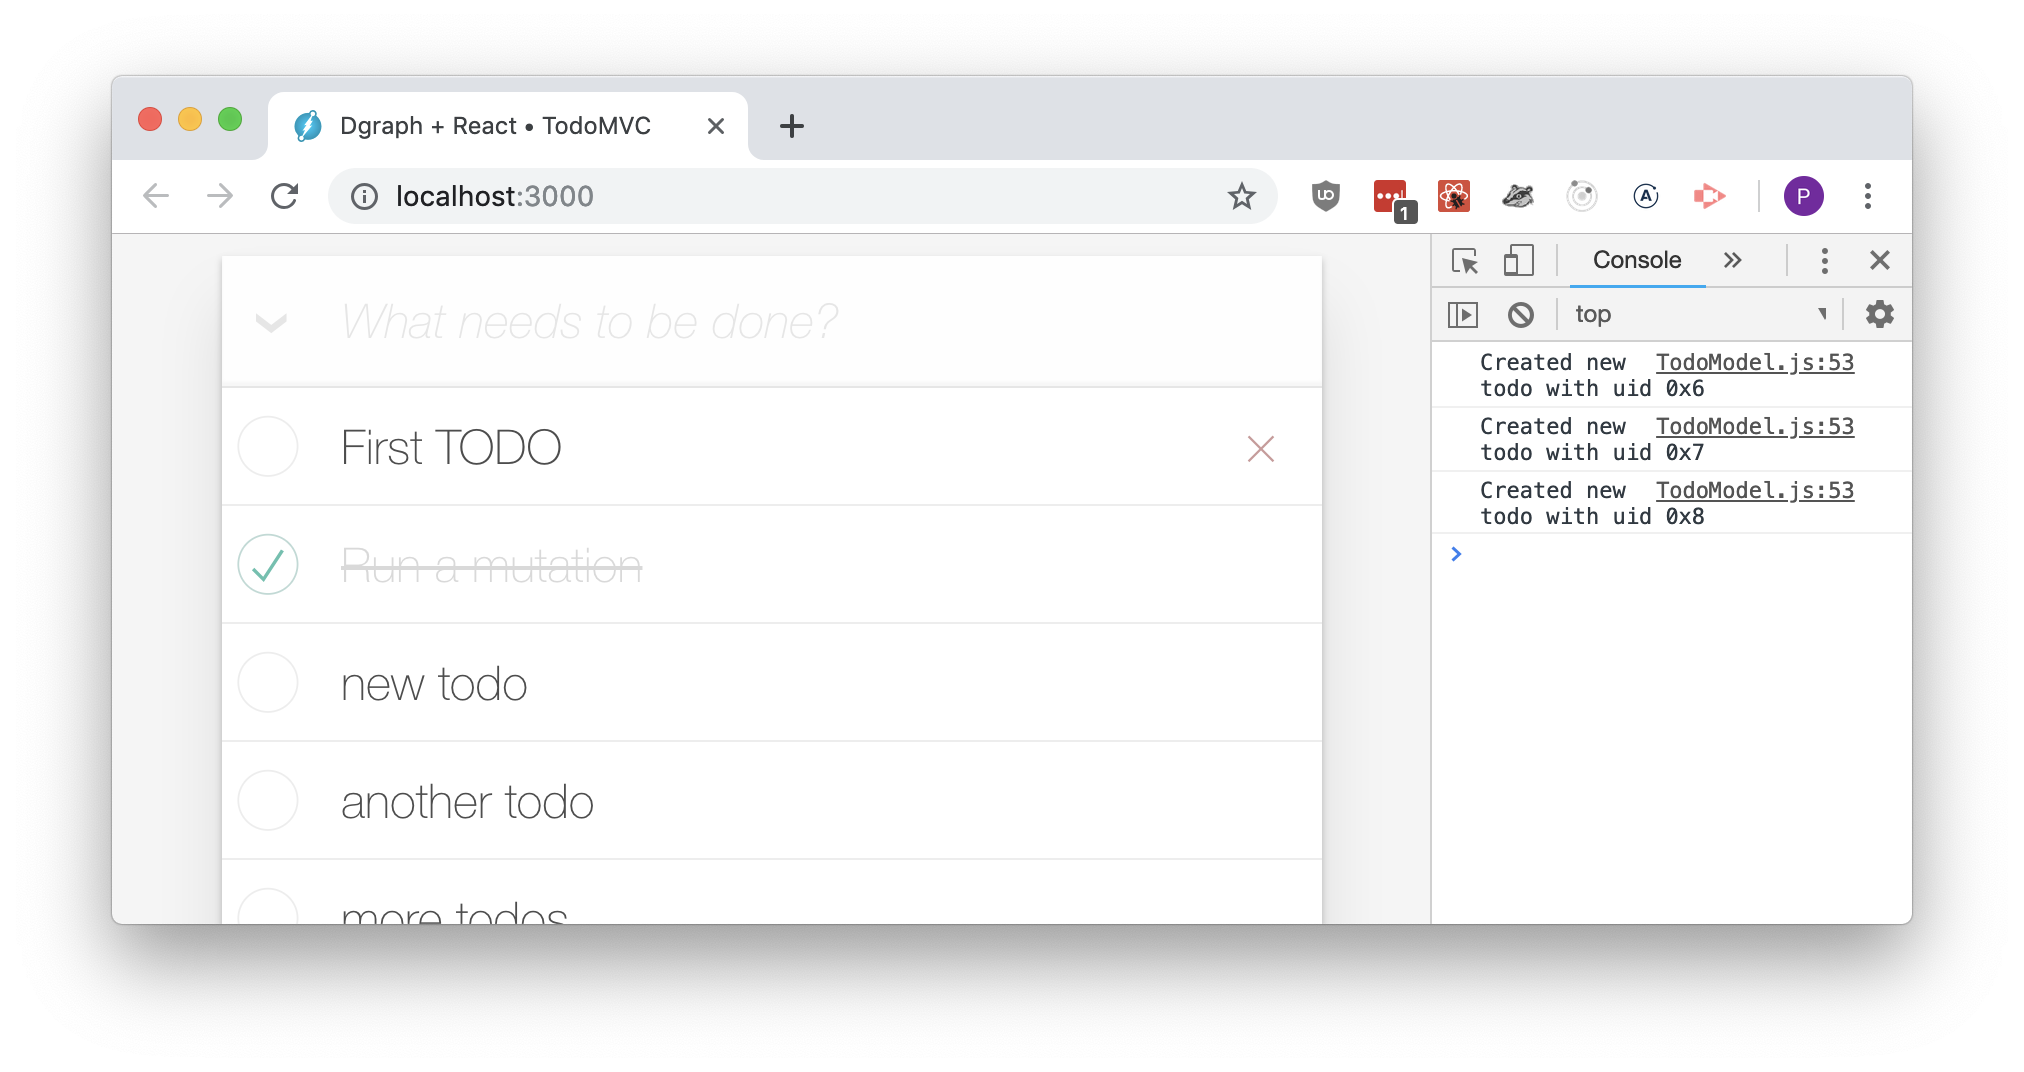 Dgraph + React • TodoMVC
localhost:3000
1
P
What needs to be done?
First TODO
Run a mutation
new todo
another todo
more todos
Console
top
Created new TodoModel.js:53
todo with uid 0x6
Created new TodoModel.js:53
todo with uid 0x7
Created new TodoModel.js:53
todo with uid 0x8